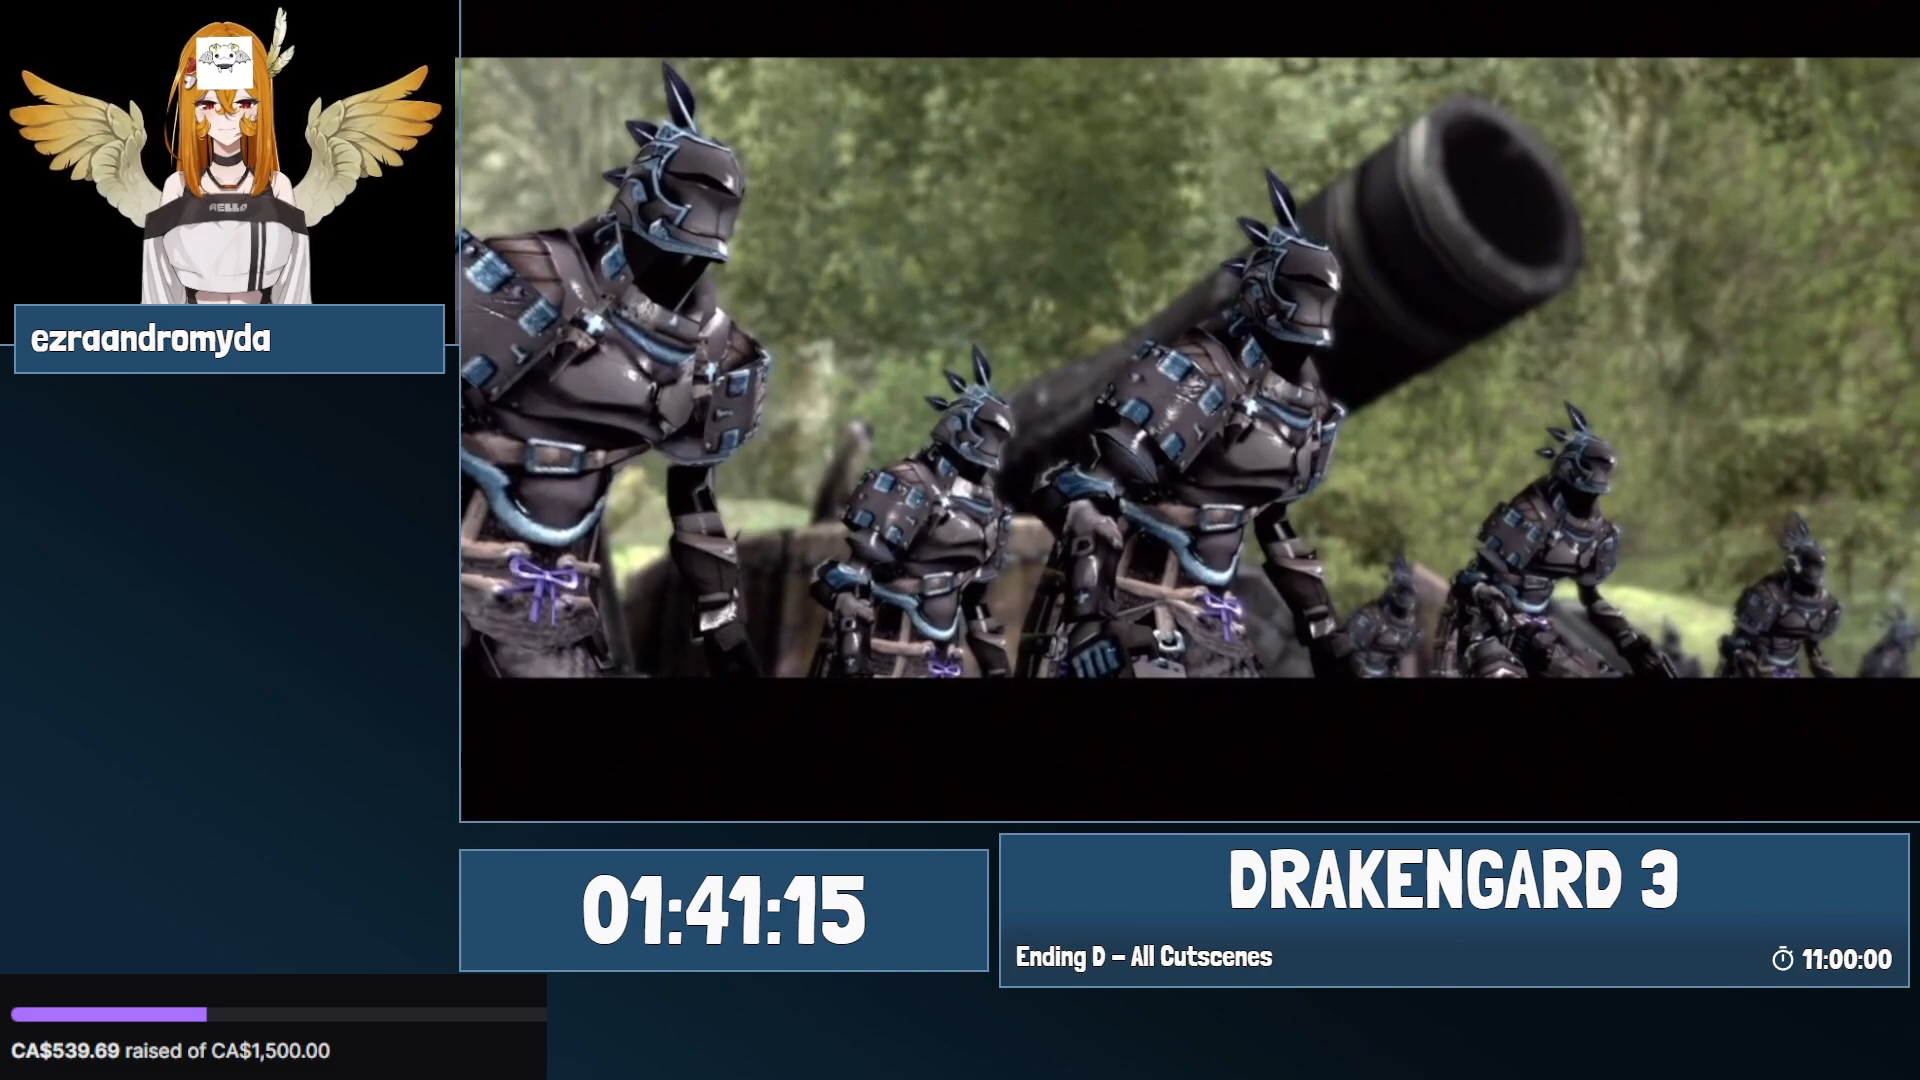 HELLO
ezraandromyda
01:41:15
DRAKENGARD 3
Ending D – All Cutscenes
11:00:00
CA$539.69 raised of CA$1,500.00